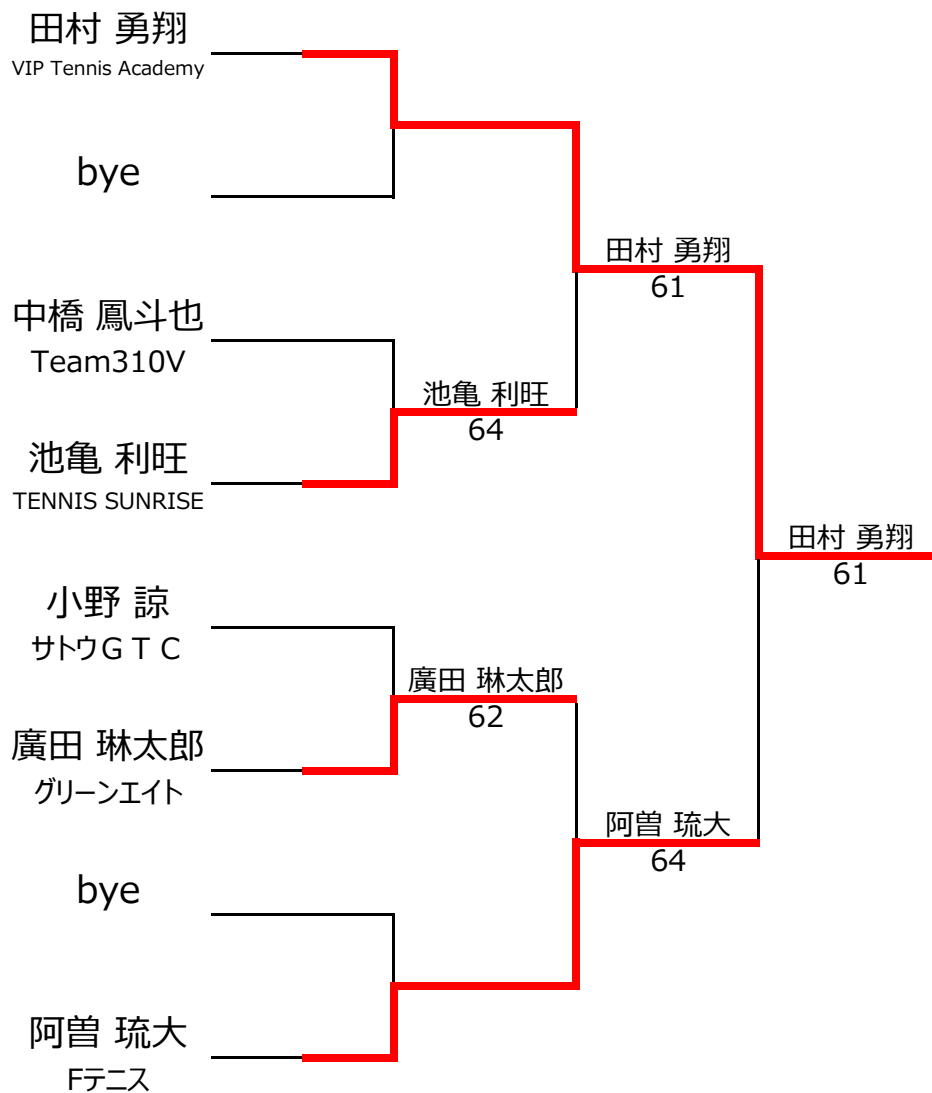 田村 勇翔
VIP Tennis Academy
bye
田村 勇翔
61
中橋 鳳斗也
Team310V
池亀 利旺
64
池亀 利旺
TENNIS SUNRISE
田村 勇翔
61
小野 諒
サトウＧＴＣ
廣田 琳太郎
62
廣田 琳太郎
グリーンエイト
阿曽 琉大
64
bye
阿曽 琉大
Fテニス